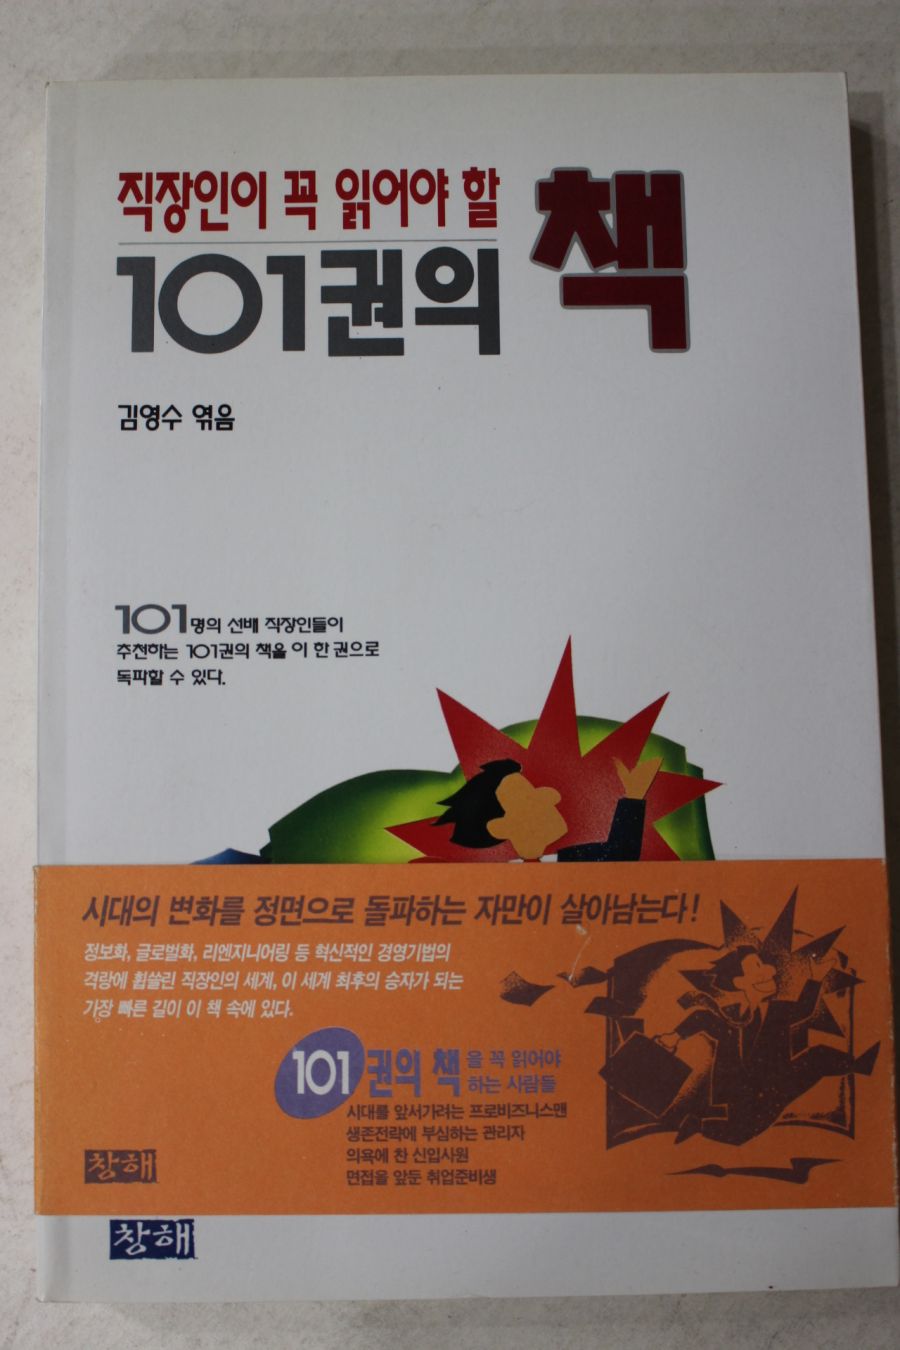 직장인이 꼭 읽어야 할
101권의 책
김영수 엮음
101명의 선배 직장인들이
추천하는 101권의 책을 이 한 권으로
독파할 수 있다.
시대의 변화를 정면으로 돌파하는 자만이 살아남는다!
정보화, 글로벌화, 리엔지니어링 등 혁신적인 경영기법의
격랑에 휩쓸린 직장인의 세계, 이 세계 최후의 승자가 되는
가장 빠른 길이 이 책 속에 있다.
101권의 책을 꼭 읽어야
하는 사람들
시대를 앞서가려는 프로비즈니스맨
생존전략에 부심하는 관리자
의욕에 찬 신입사원
면접을 앞둔 취업준비생
창해
창해